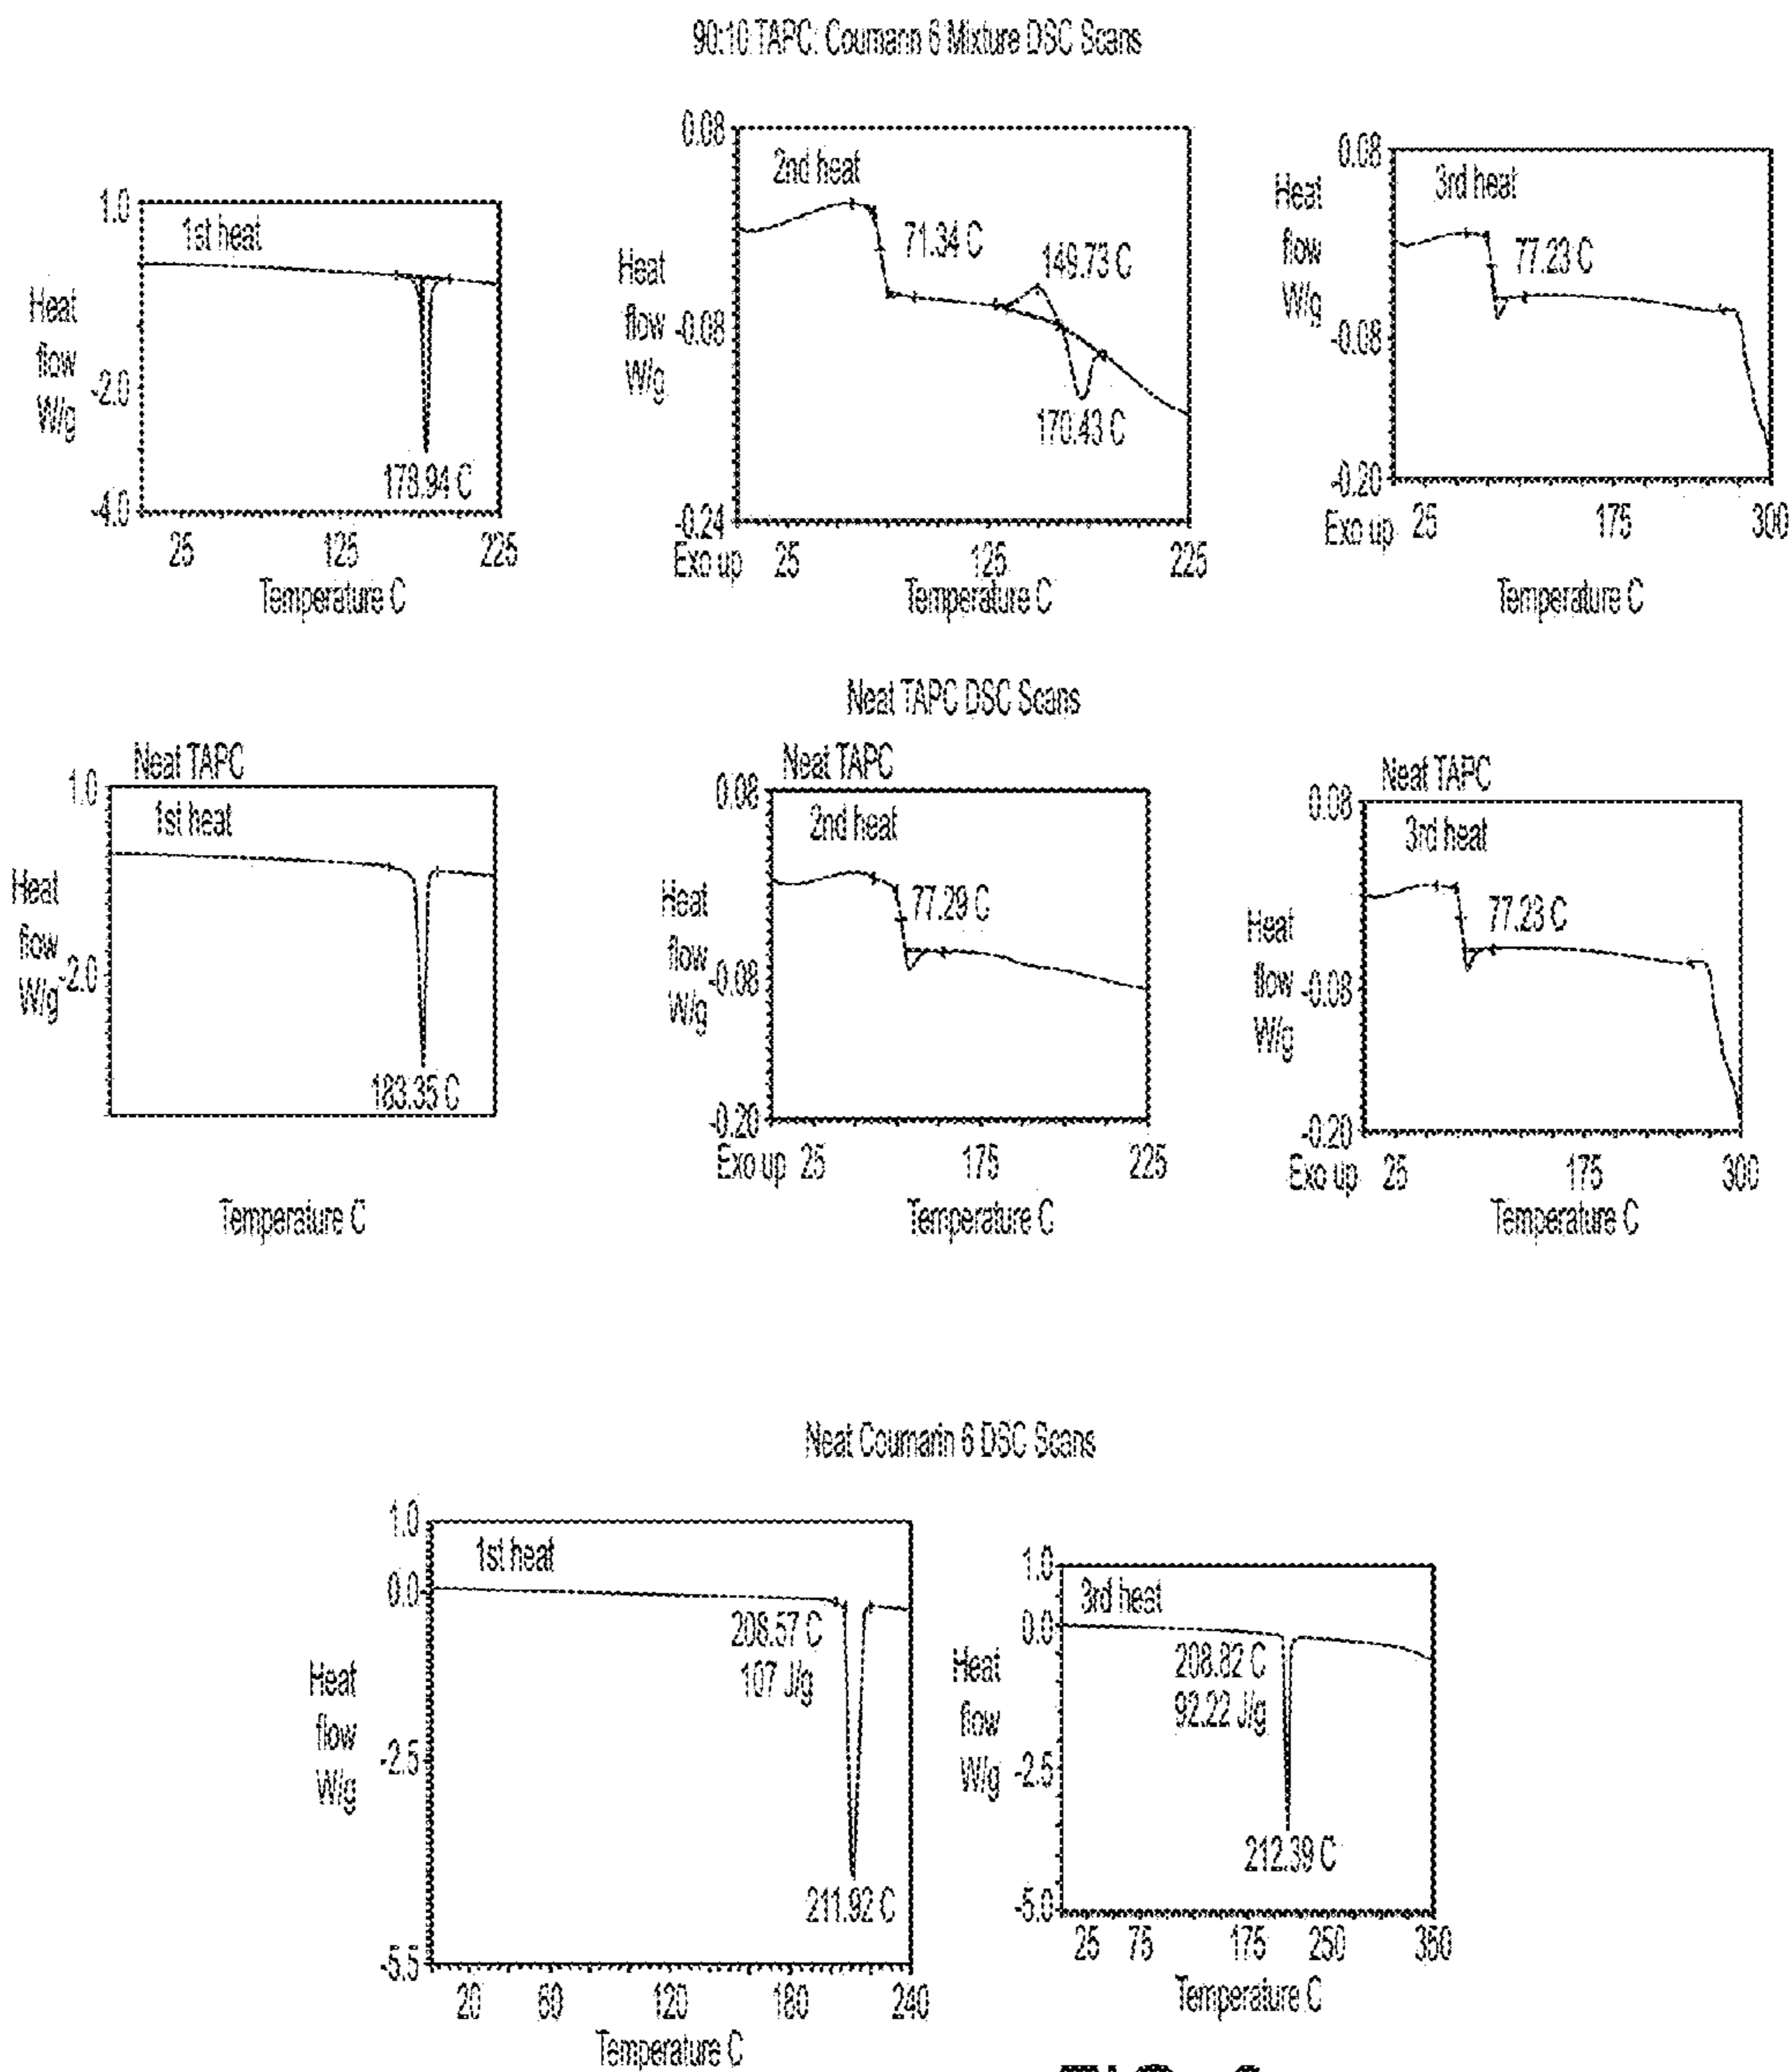 90:10 TAPC: Coumarin 6 Mixture DSC Scans
1st heat
1.0
-2.0
-4.0
Heat
flow
W/g
178.94 C
25 125 225
Temperature C
2nd heat
0.08
-0.08
-0.24
Heat
flow
W/g
71.34 C
149.73 C
170.43 C
Exo up 25 125 225
Temperature C
3rd heat
0.08
-0.08
-0.20
Heat
flow
W/g
77.23 C
Exo up 25 175 300
Temperature C
Neat TAPC DSC Scans
Neat TAPC
1st heat
1.0
-2.0
Heat
flow
W/g
183.35 C
Temperature C
Neat TAPC
2nd heat
0.08
-0.08
-0.20
Heat
flow
W/g
77.29 C
Exo up 25 175 225
Temperature C
Neat TAPC
3rd heat
0.08
-0.08
-0.20
Heat
flow
W/g
77.23 C
Exo up 25 175 300
Temperature C
Neat Coumarin 6 DSC Scans
1st heat
1.0
0.0
-2.5
-5.5
Heat
flow
W/g
208.57 C
107 J/g
211.92 C
20 60 120 180 240
Temperature C
3rd heat
1.0
0.0
-2.5
-5.0
Heat
flow
W/g
208.82 C
92.22 J/g
212.39 C
25 75 175 250 350
Temperature C